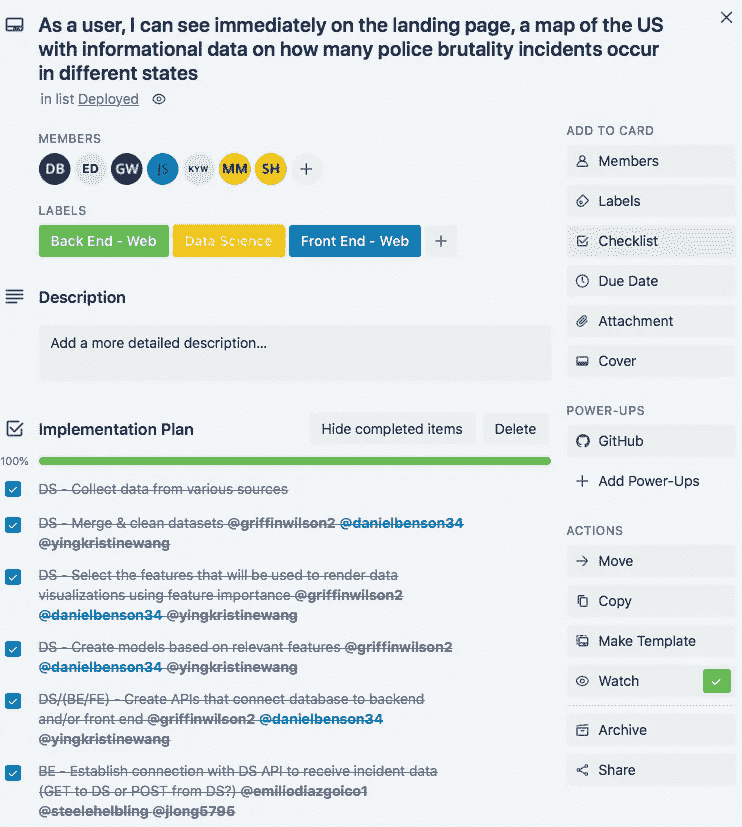 As a user, I can see immediately on the landing page, a map of the US
with informational data on how many police brutality incidents occur
in different states
in list Deployed
MEMBERS
DB ED GW JS KYW MM SH +
LABELS
Back End - Web Data Science Front End - Web +
Description
Add a more detailed description...
Implementation Plan
Hide completed items Delete
100%
DS - Collect data from various sources
DS - Merge & clean datasets @griffinwilson2 @danielbenson34
@yingkristinewang
DS - Select the features that will be used to render data
visualizations using feature importance @griffinwilson2
@danielbenson34 @yingkristinewang
DS - Create models based on relevant features @griffinwilson2
@danielbenson34 @yingkristinewang
DS/(BE/FE) - Create APIs that connect database to backend
and/or front end @griffinwilson2 @danielbenson34
@yingkristinewang
BE - Establish connection with DS API to receive incident data
(GET to DS or POST from DS?) @emiliodiazgoico1
@steelehelbling @jlong5795
ADD TO CARD
Members
Labels
Checklist
Due Date
Attachment
Cover
POWER-UPS
GitHub
+ Add Power-Ups
ACTIONS
Move
Copy
Make Template
Watch
Archive
Share